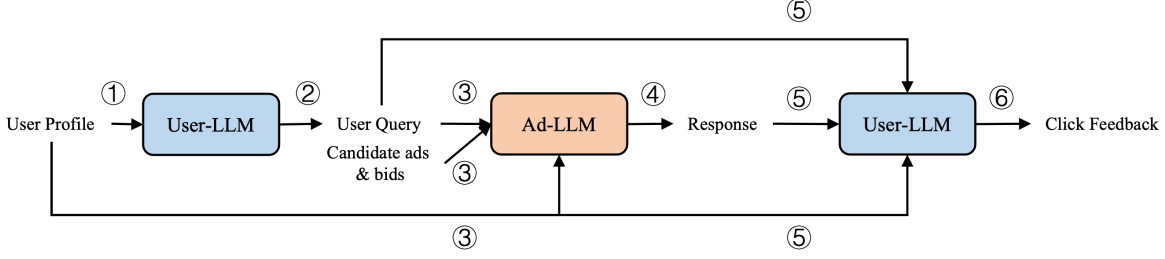 ⑤
① ② ③ ④ ⑤ ⑥
User Profile User-LLM User Query Ad-LLM Response User-LLM Click Feedback
Candidate ads
& bids
③
③ ⑤